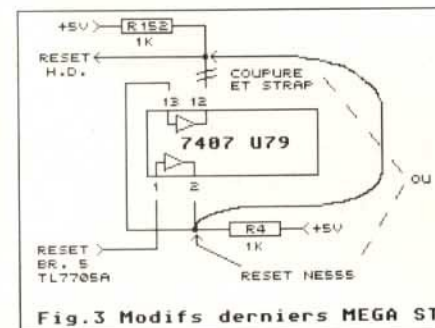 +5V R152
1K
RESET
H.D.
COUPURE
ET STRAP
13 12
7407 U79
1 2
OU
R4 +5V
1K
RESET
BR. 5
TL7705A
RESET NE555
Fig.3 Modifs derniers MEGA ST